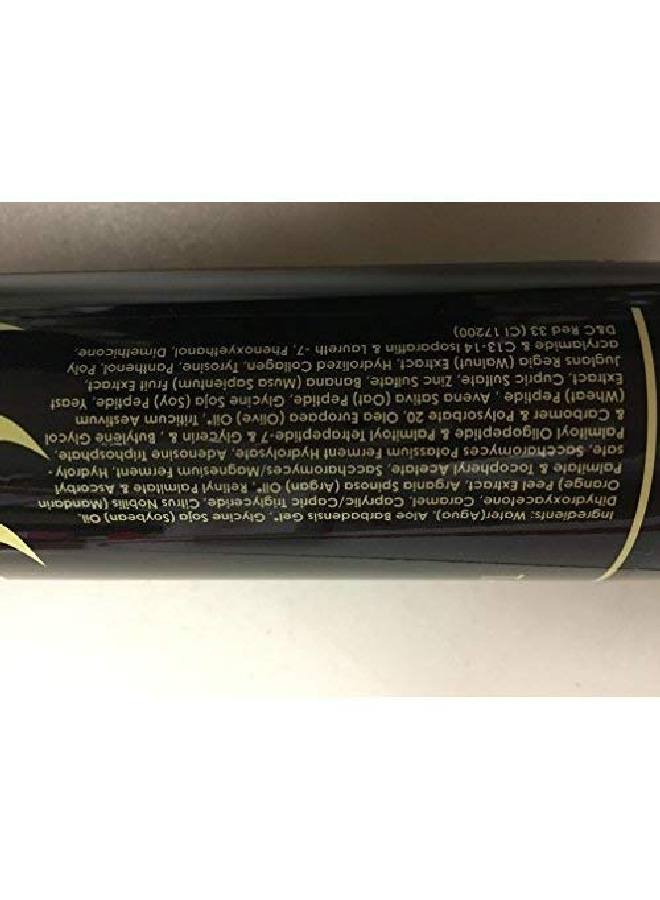 Ingredients: Water(Aqua), Aloe Barbadensis Gel*, Glycine Soja (Soybean) Oil,
Dihydroxyacetone, Caramel, Caprylic/Capric Triglyceride, Citrus Nobilis (Mandarin
Orange) Peel Extract, Argania Spinosa (Argan) Oil*, Retinyl Palmitate & Ascorbyl
Palmitate & Tocopheryl Acetate, Saccharomyces/Magnesium Ferment, Hydroly-
sate, Saccharomyces Potassium Ferment Hydrolysate, Adenosine Triphosphate,
Palmitoyl Oligopeptide Palmitoyl Tetrapeptide-7& Glycerin & , Butylene Glycol
& Carbomer & Polysorbate 20, Oleo Europaea (Olive) Oil*, Triticum Aestivum
(Wheat) Peptide , Avena Sativa (Oat) Peptide, Glycine Soja (Soy) Peptide, Yeast
Extract, Cupric Sulfate, Zinc Sulfate, Banana (Musa Sapientum) fruit Extract,
Juglans Regia (Walnut) Extract, Hydrolized Collagen, Tyrosine, Panthenol, Poly
acrylamide & C13-14 Isoparaffin & Laureth -7, Phenoxyethanol, Dimethicone,
D&C Red 33 (CI 17200)